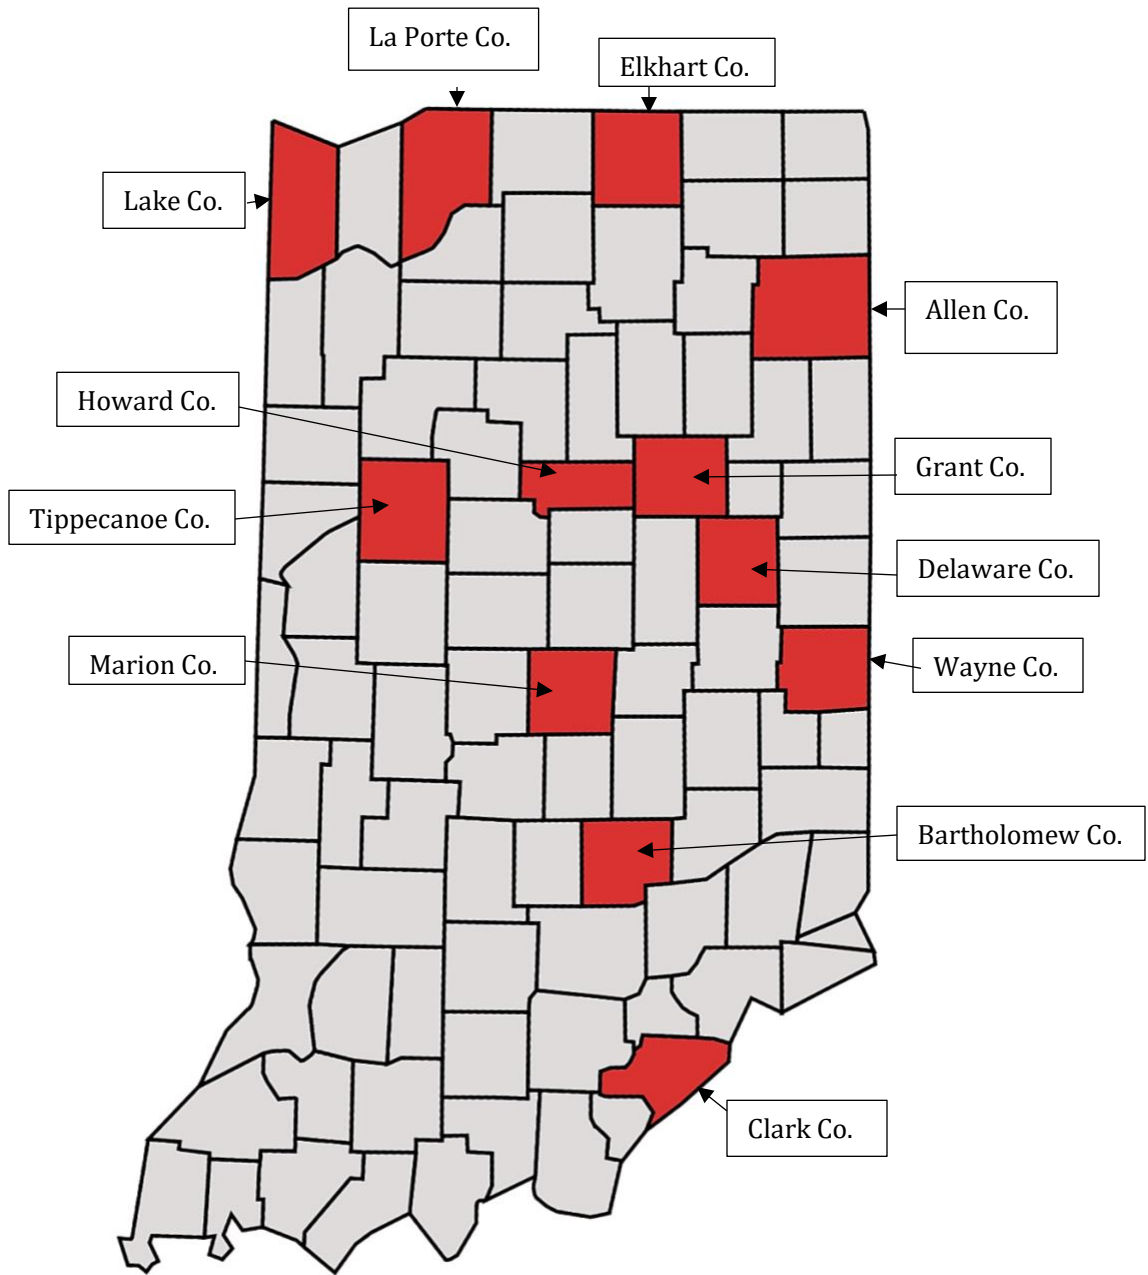 La Porte Co.
Elkhart Co.
Lake Co.
Allen Co.
Howard Co.
Grant Co.
Tippecanoe Co.
Delaware Co.
Marion Co.
Wayne Co.
Bartholomew Co.
Clark Co.